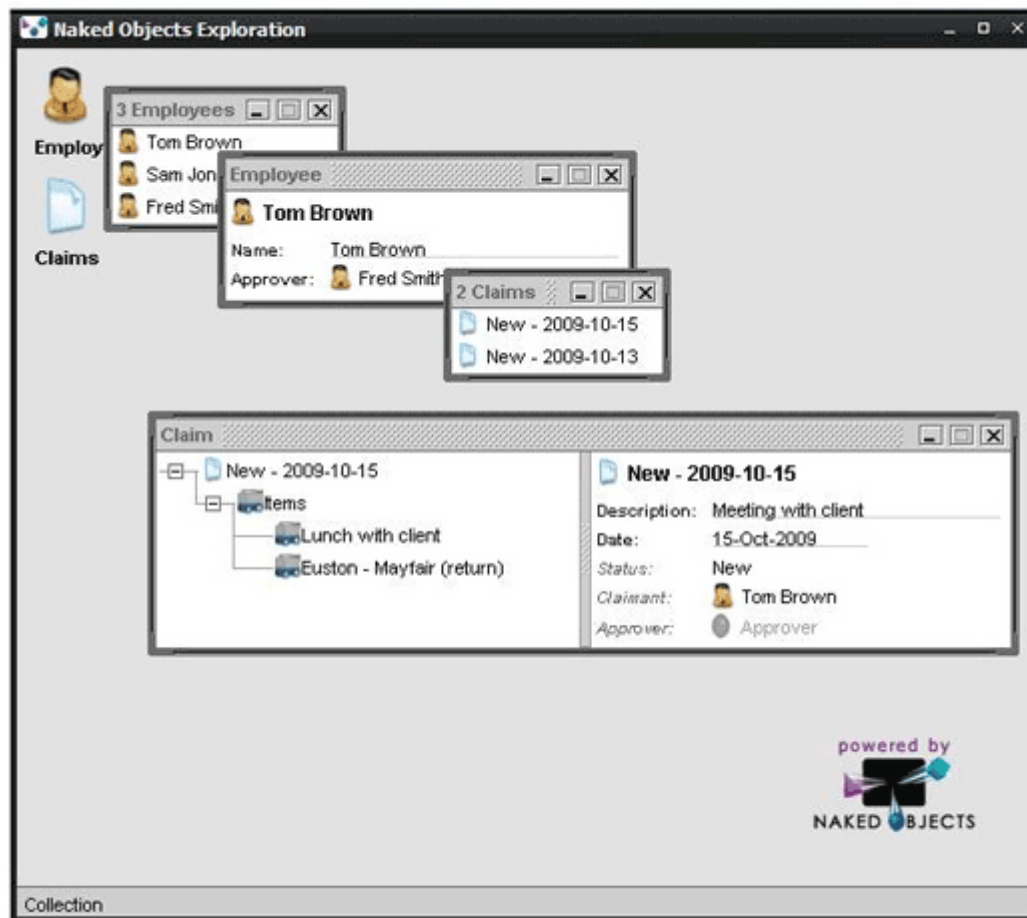 Naked Objects Exploration
Employ
Claims
3 Employees
Tom Brown
Sam Jon
Fred Smi
Employee
Tom Brown
Name: Tom Brown
Approver: Fred Smith
2 Claims
New - 2009-10-15
New - 2009-10-13
Claim
New - 2009-10-15
Items
Lunch with client
Euston - Mayfair (return)
New - 2009-10-15
Description: Meeting with client
Date: 15-Oct-2009
Status: New
Claimant: Tom Brown
Approver: Approver
powered by
NAKED OBJECTS
Collection